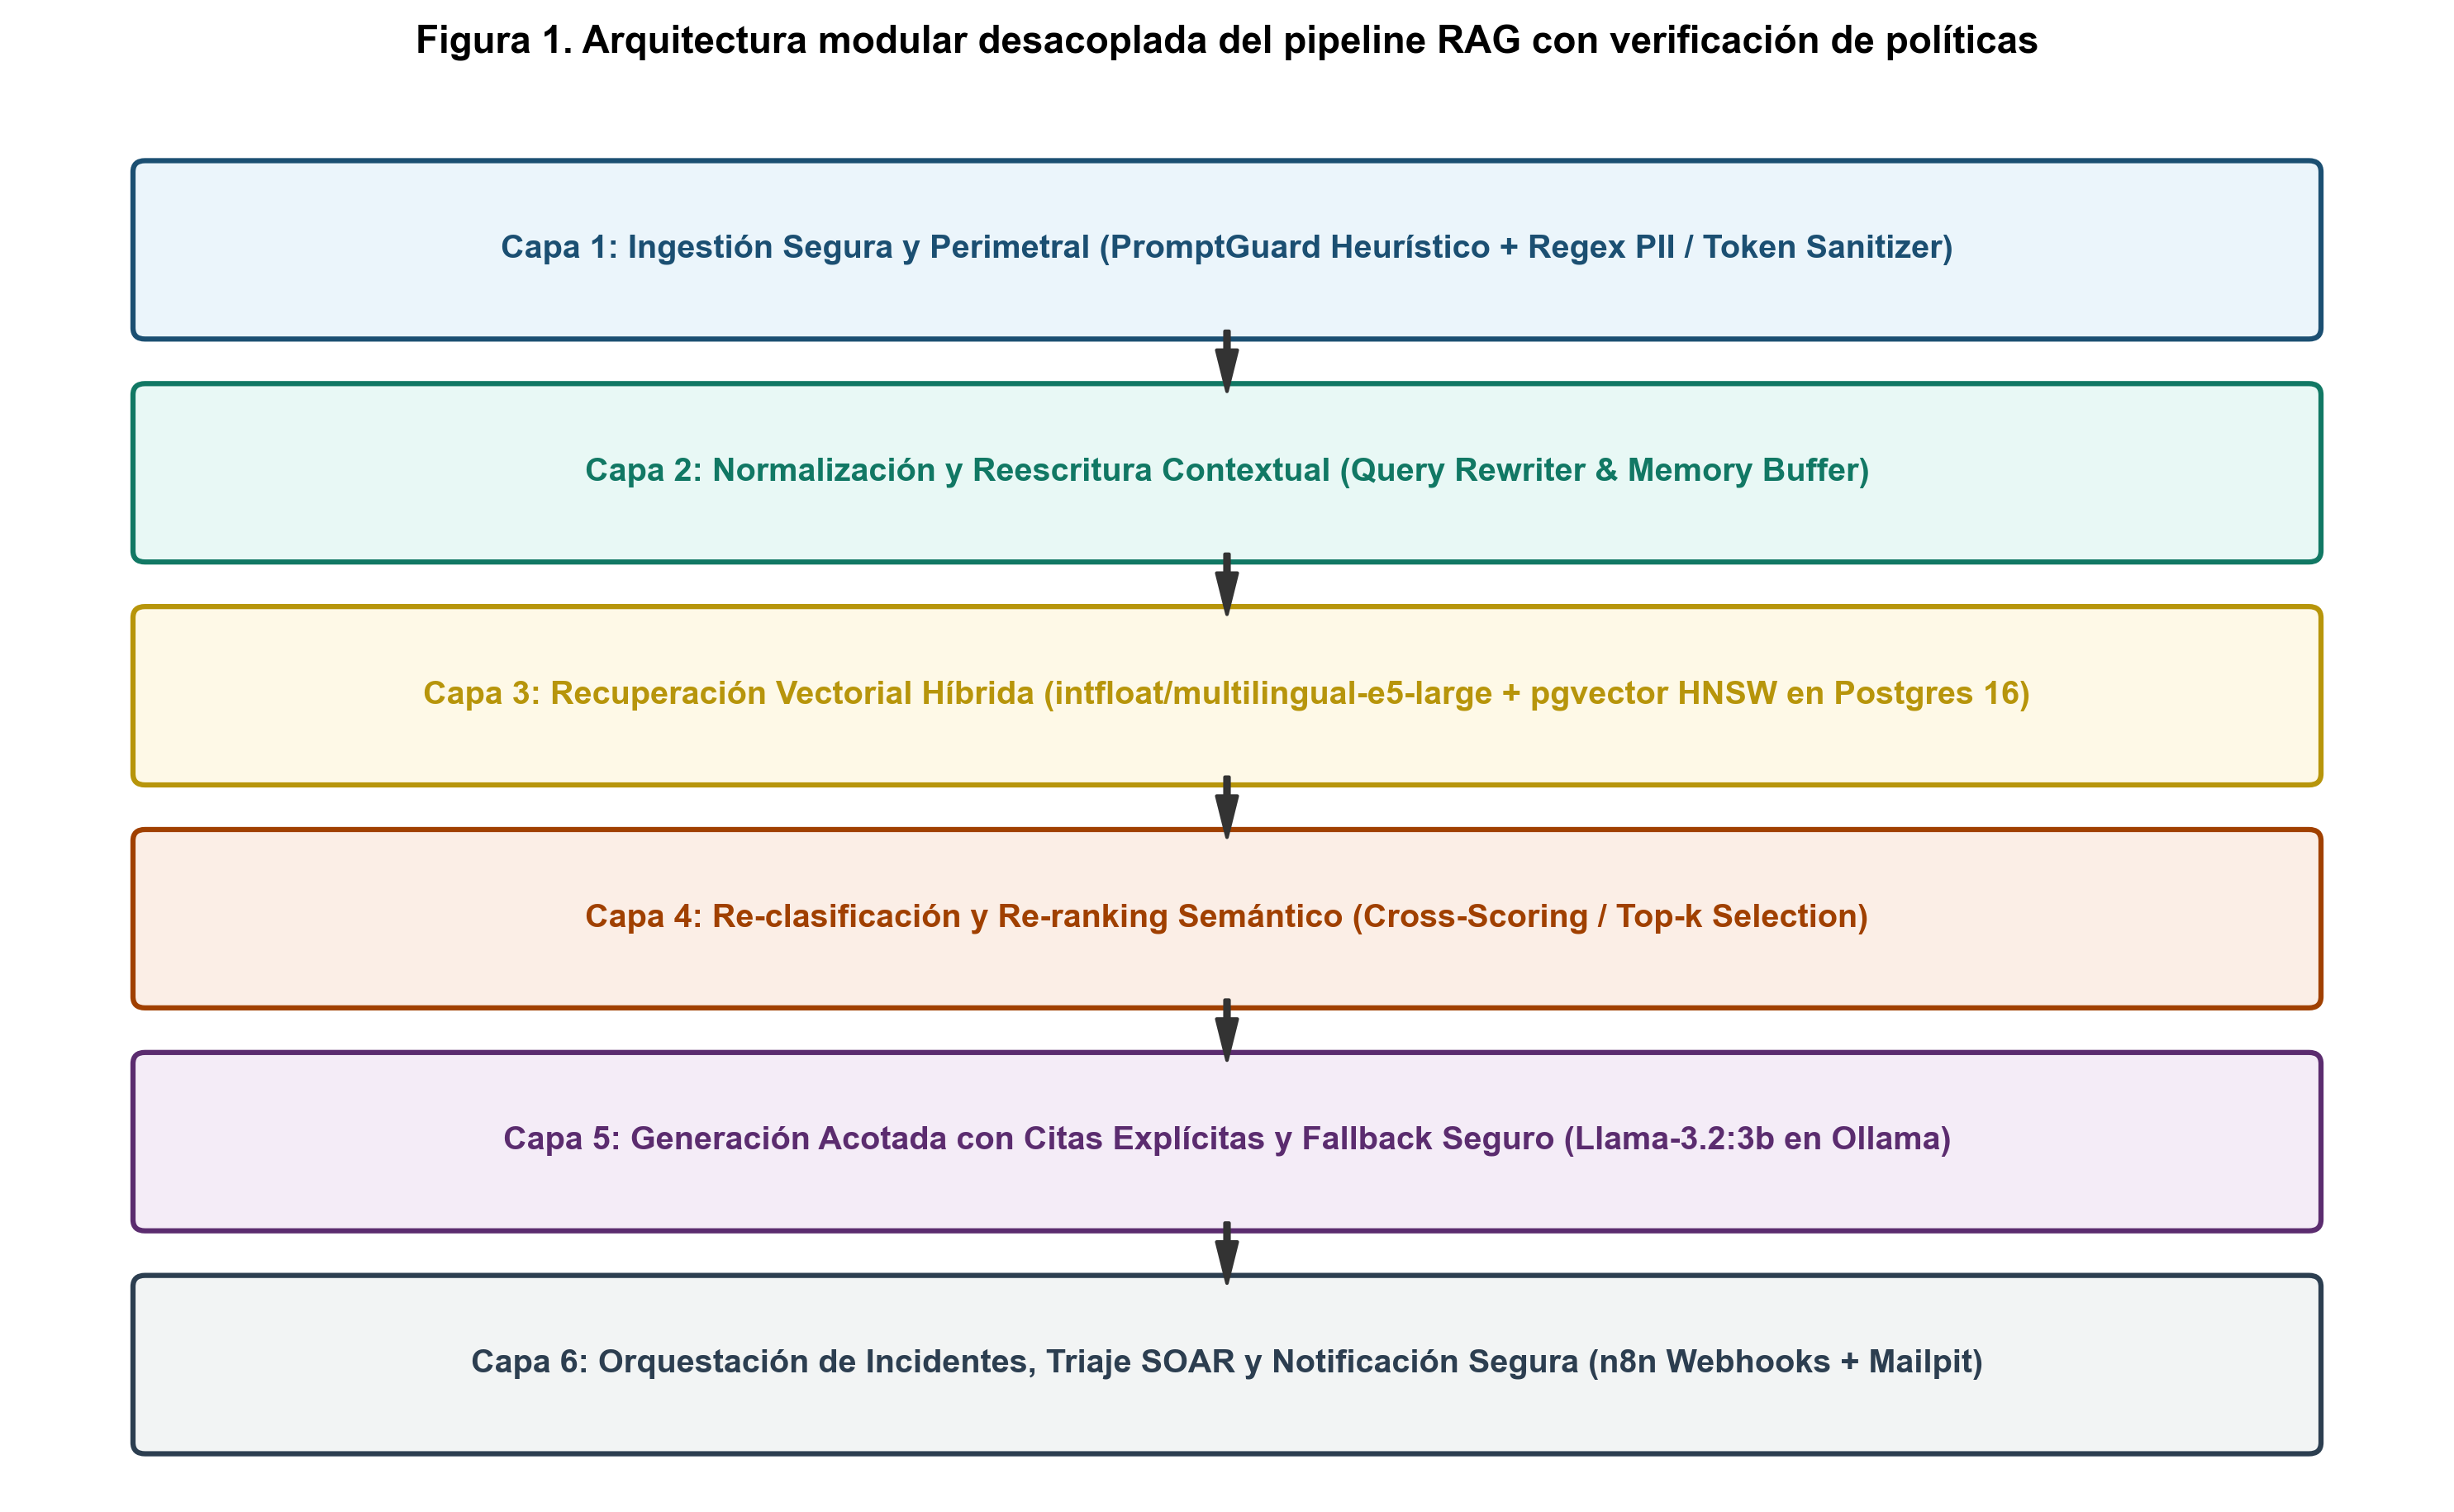 Figura 1. Arquitectura modular desacoplada del pipeline RAG con verificación de políticas
Capa 1: Ingestión Segura y Perimetral (PromptGuard Heurístico + Regex PII / Token Sanitizer)
Capa 2: Normalización y Reescritura Contextual (Query Rewriter & Memory Buffer)
Capa 3: Recuperación Vectorial Híbrida (intfloat/multilingual-e5-large + pgvector HNSW en Postgres 16)
Capa 4: Re-clasificación y Re-ranking Semántico (Cross-Scoring / Top-k Selection)
Capa 5: Generación Acotada con Citas Explícitas y Fallback Seguro (Llama-3.2:3b en Ollama)
Capa 6: Orquestación de Incidentes, Triaje SOAR y Notificación Segura (n8n Webhooks + Mailpit)